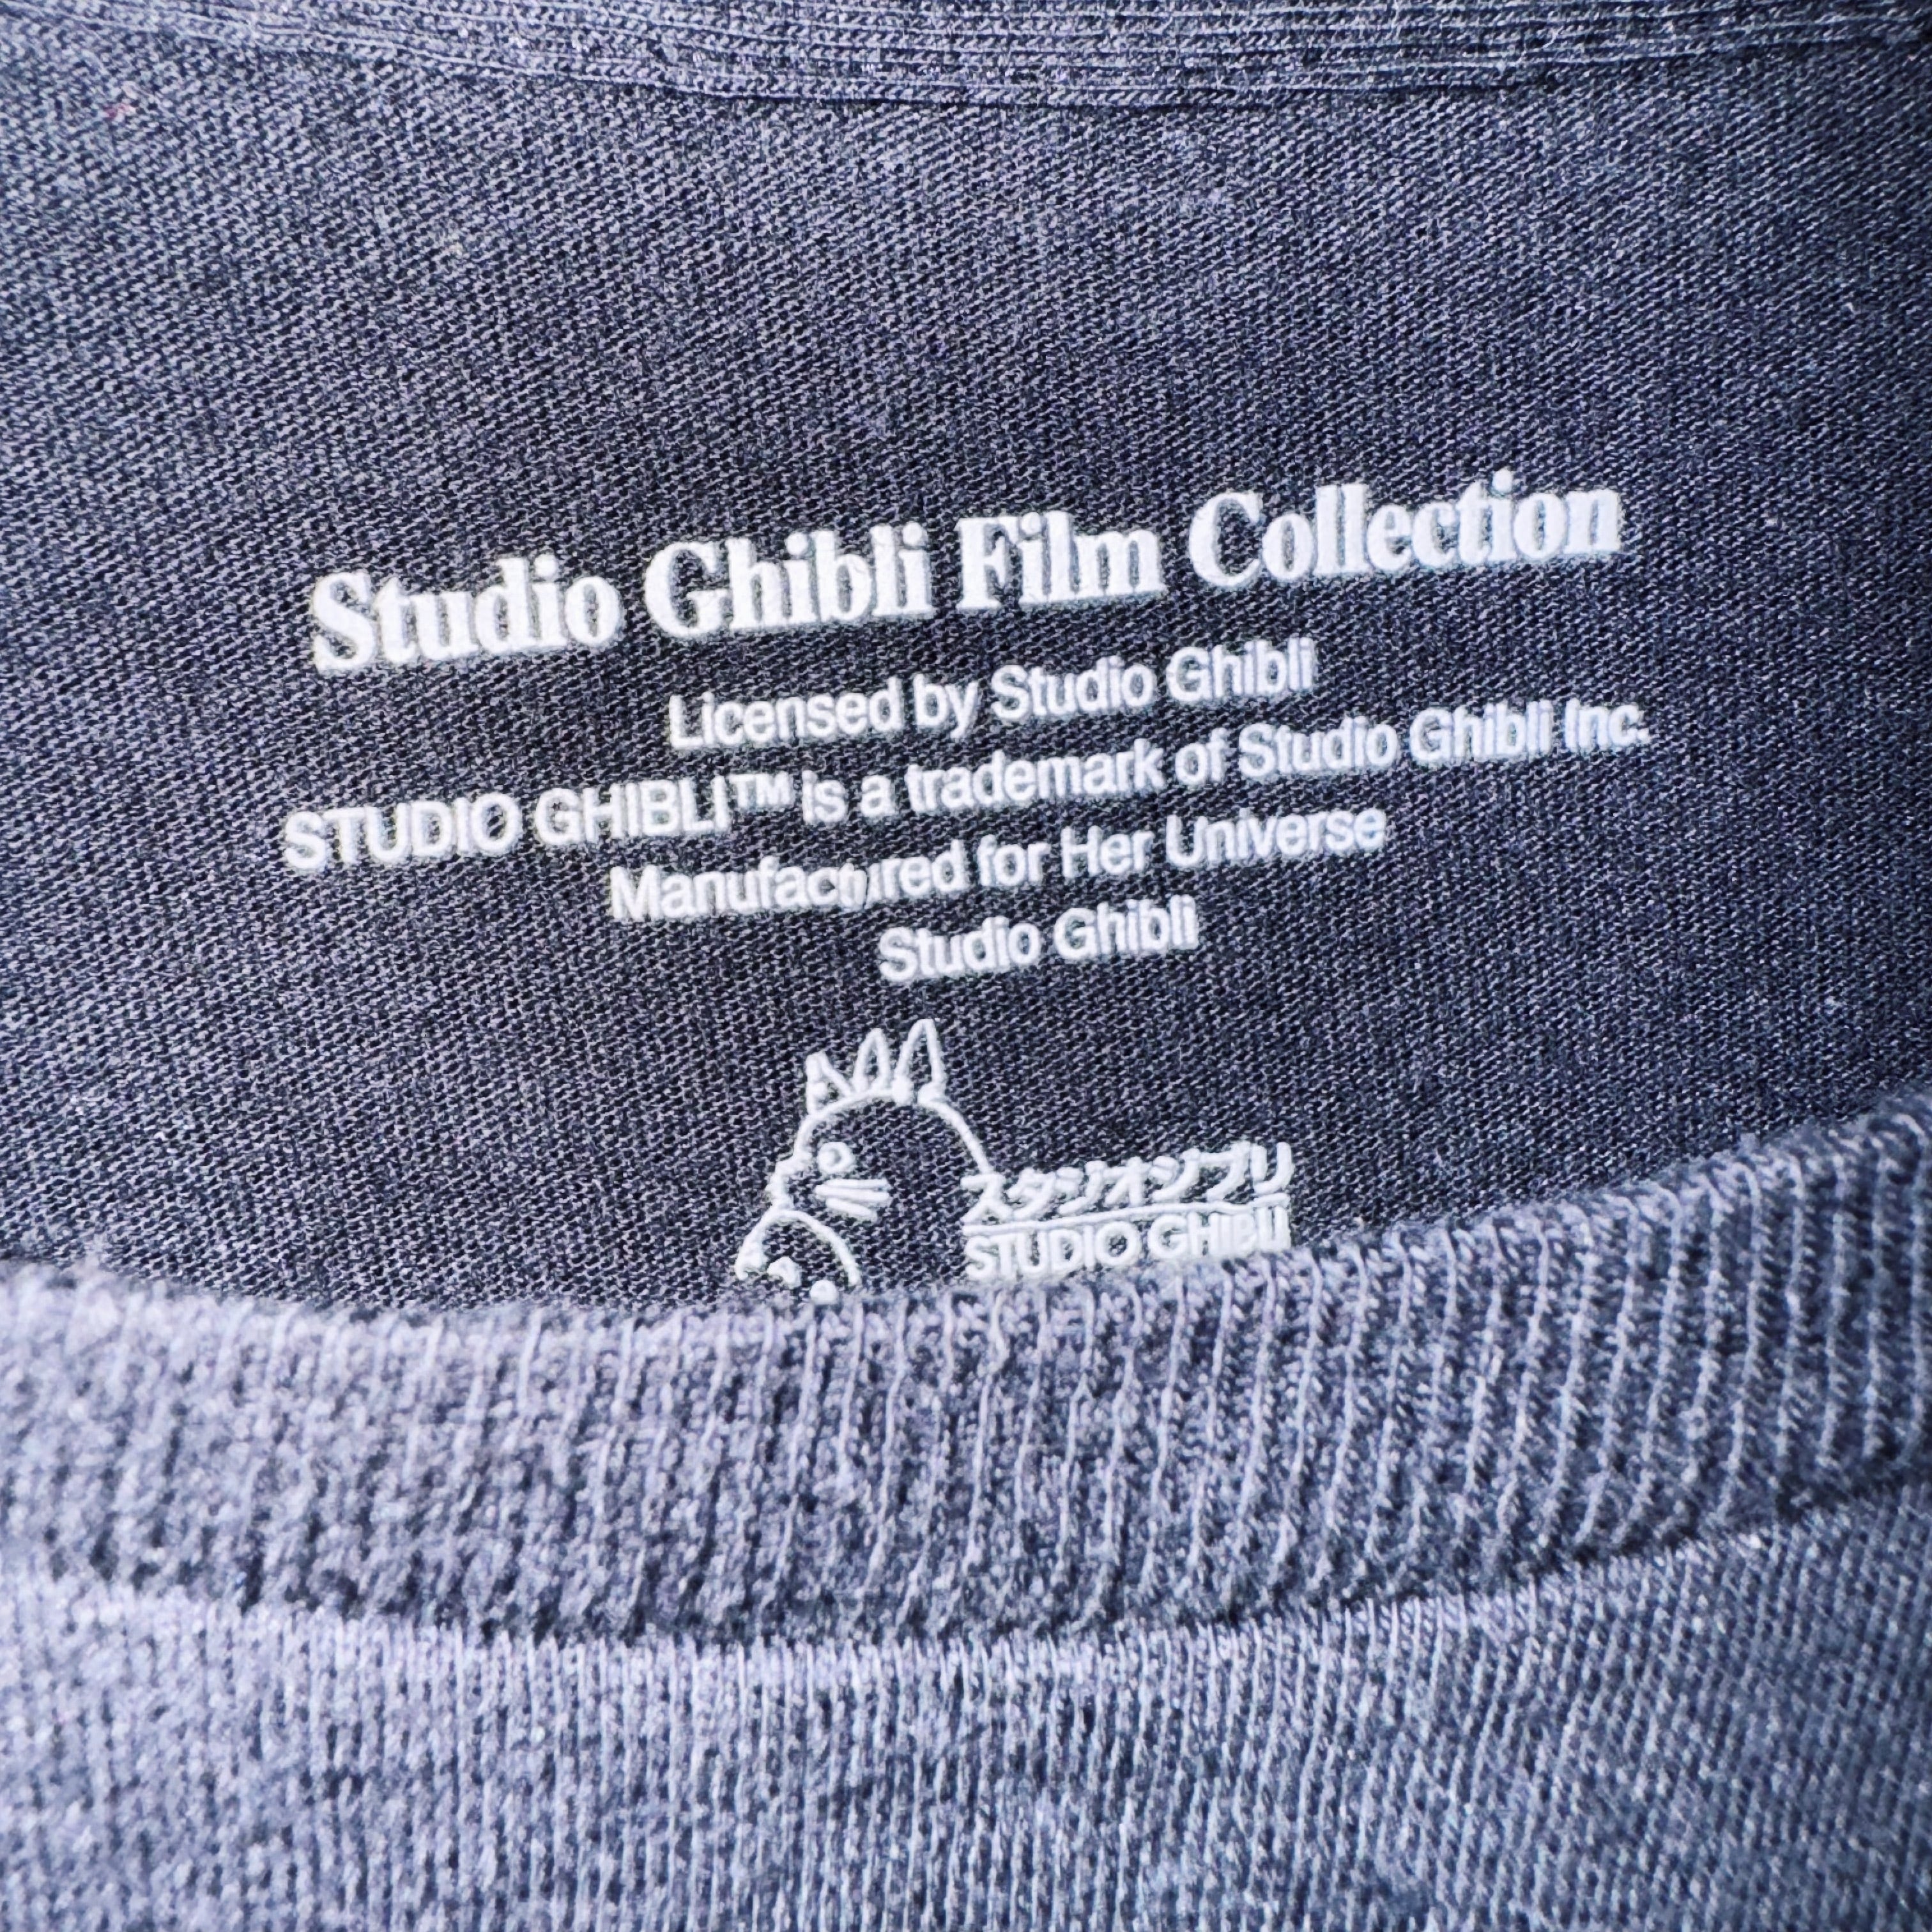 Studio Ghibli Film Collection
Licensed by Studio Ghibli
STUDIO GHIBLI™ is a trademark of Studio Ghibli Inc.
Manufactured for Her Universe
Studio Ghibli
スタジオジブリ
STUDIO GHIBLI